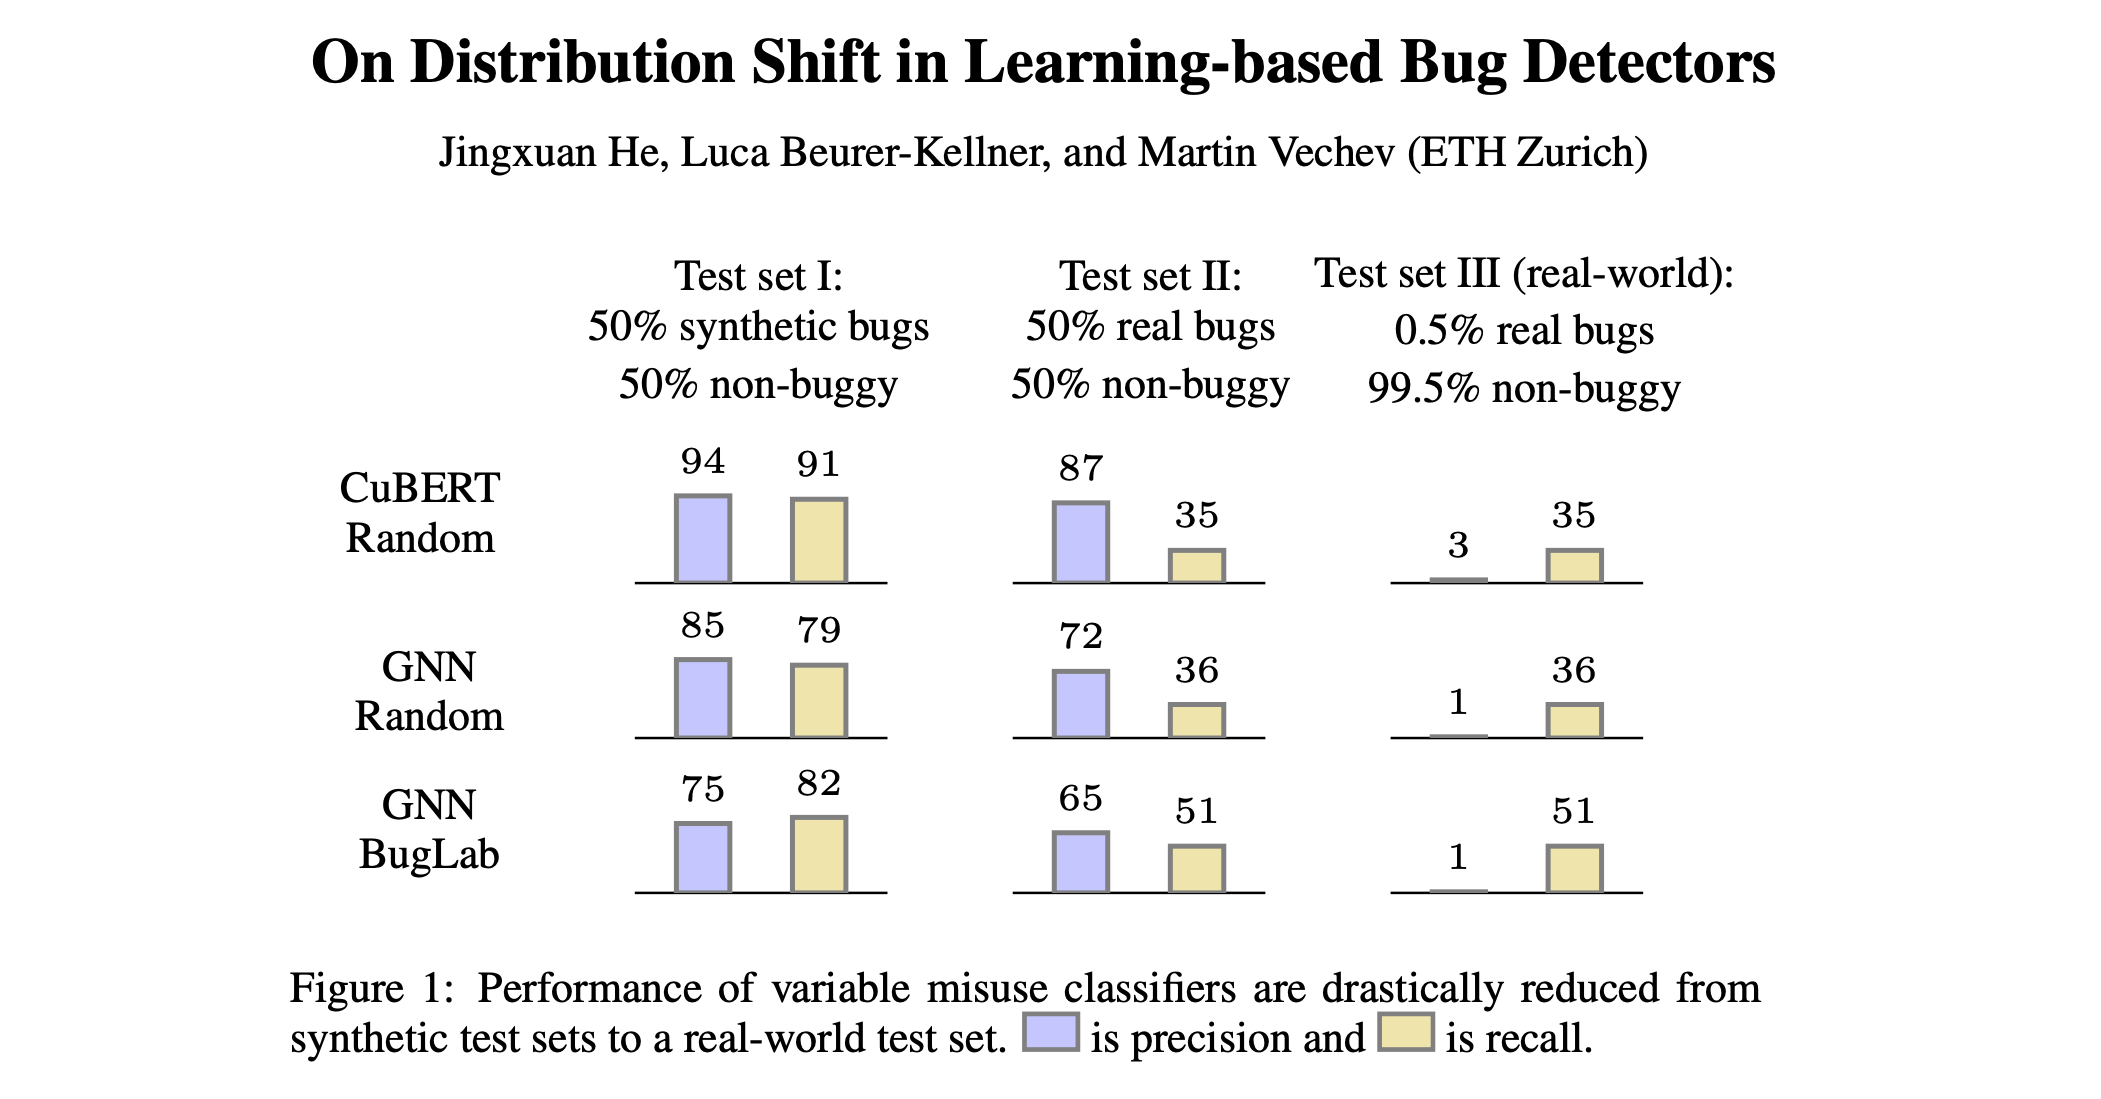 On Distribution Shift in Learning-based Bug Detectors
Jingxuan He, Luca Beurer-Kellner, and Martin Vechev (ETH Zurich)
Test set I:
50% synthetic bugs
50% non-buggy
Test set II:
50% real bugs
50% non-buggy
Test set III (real-world):
0.5% real bugs
99.5% non-buggy
CuBERT
Random
94 91 87 35 3 35
GNN
Random
85 79 72 36 1 36
GNN
BugLab
75 82 65 51 1 51
Figure 1: Performance of variable misuse classifiers are drastically reduced from
synthetic test sets to a real-world test set. is precision and is recall.